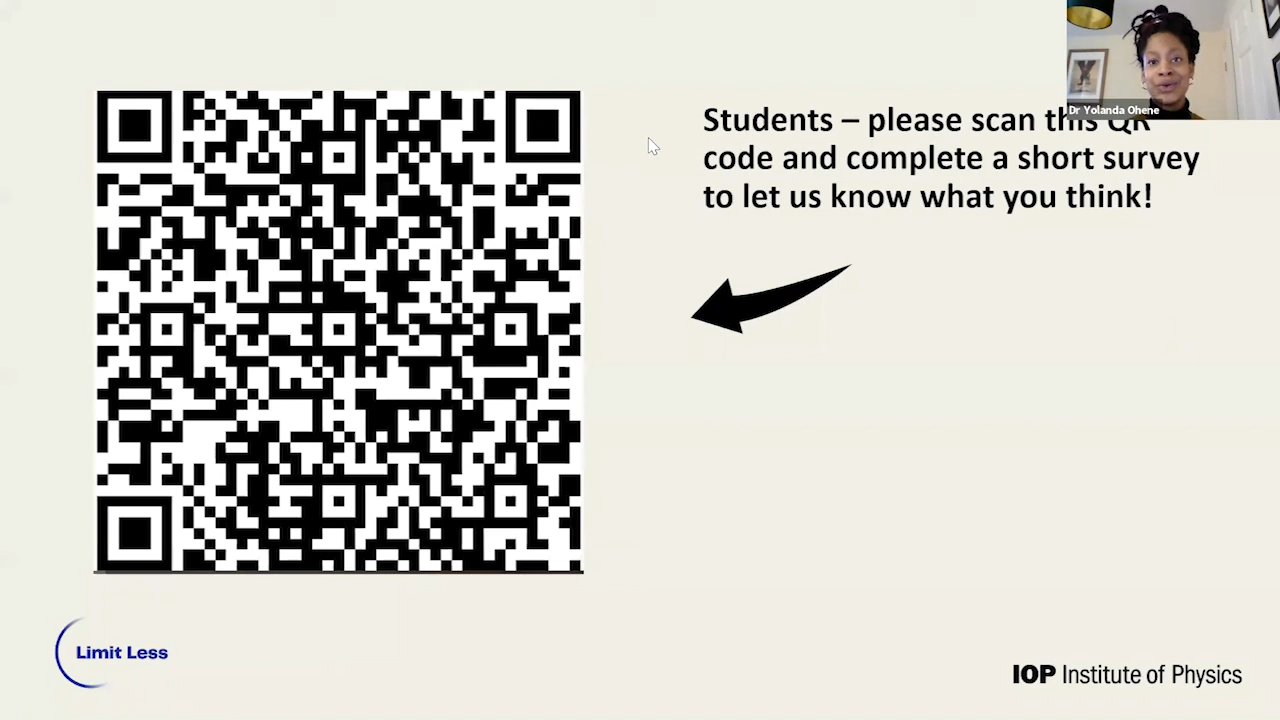 Dr Yolanda Ohene
Students – please scan this QR
code and complete a short survey
to let us know what you think!
Limit Less
IOP Institute of Physics